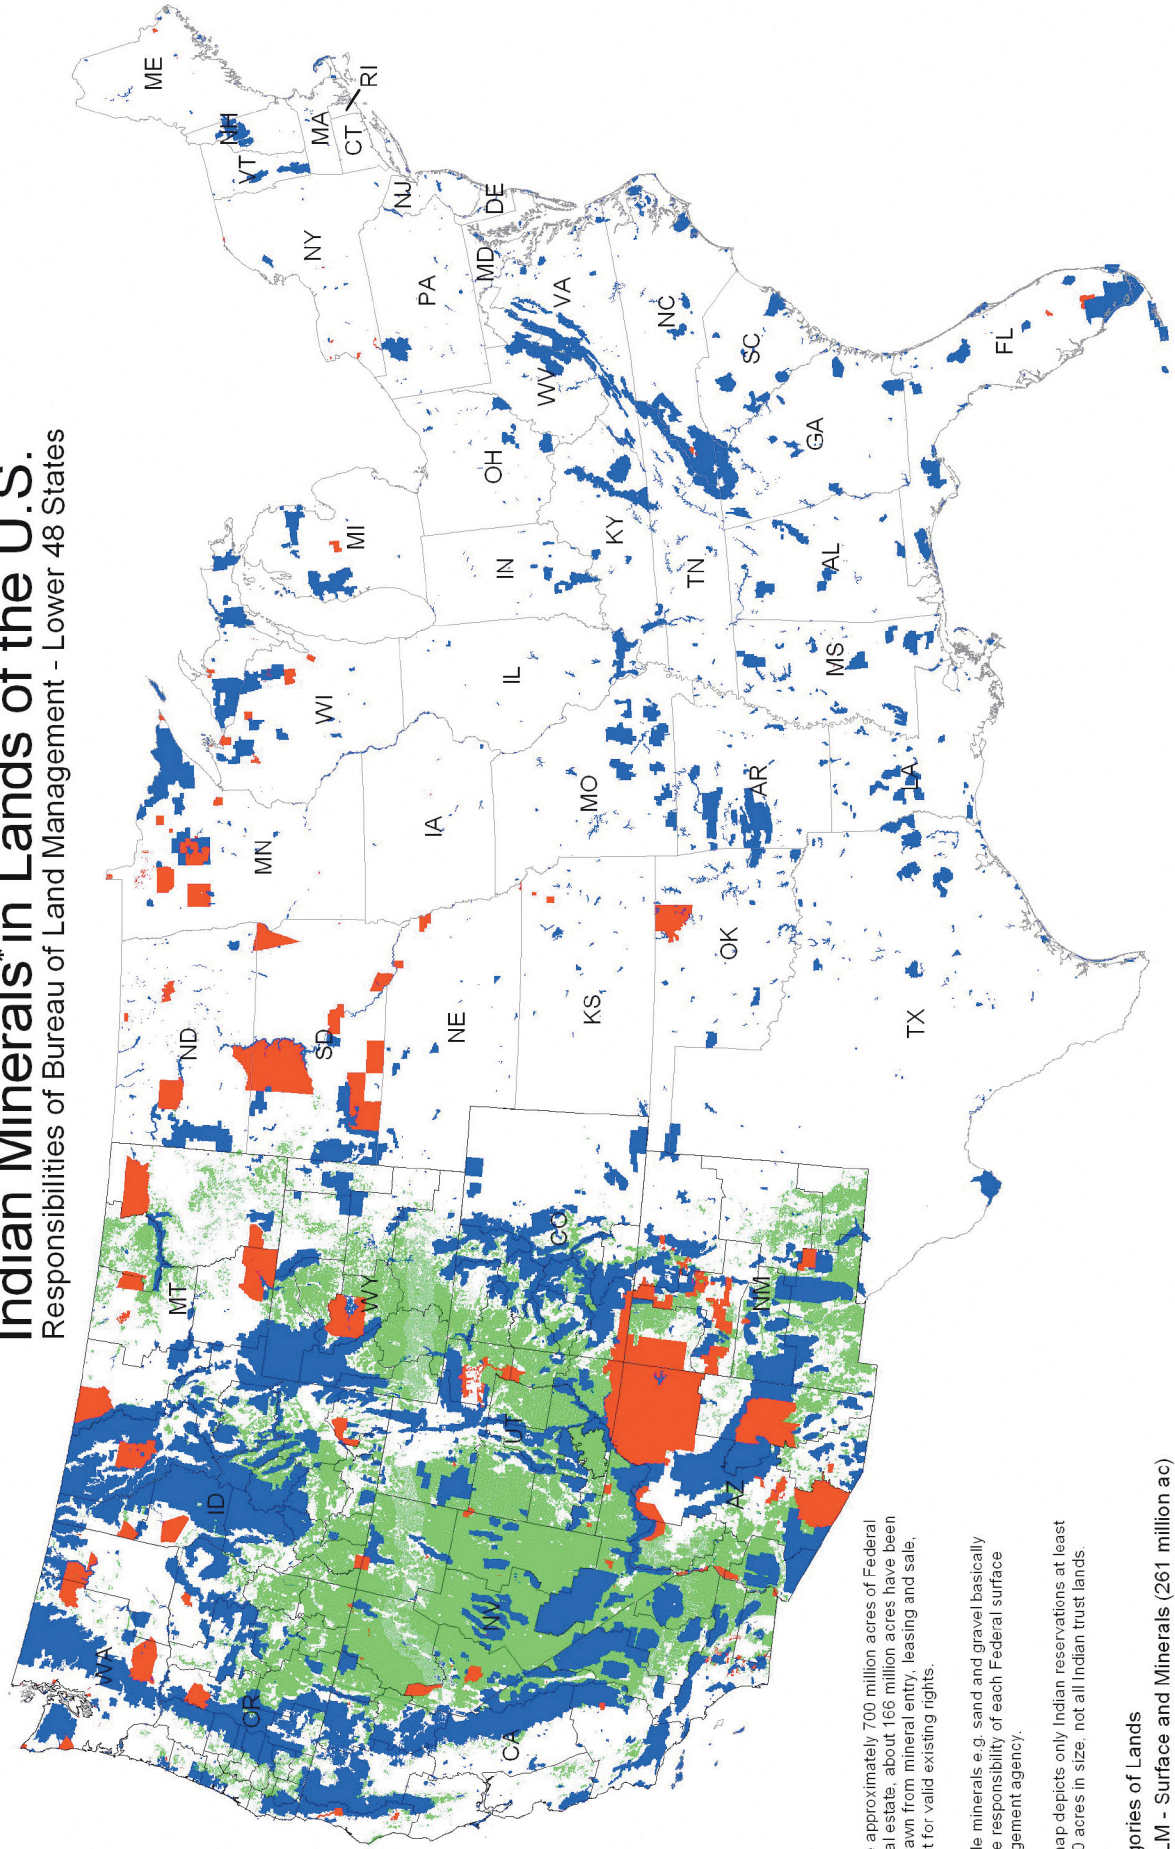 Indian Minerals* in Lands of the U.S.
Responsibilities of Bureau of Land Management - Lower 48 States
WA
OR
CA
ID
NV
MT
WY
UT
AZ
CO
NM
ND
SD
NE
KS
OK
TX
MN
IA
MO
AR
LA
WI
IL
MS
MI
IN
KY
TN
AL
OH
WV
GA
FL
SC
NC
VA
PA
MD
DE
NJ
NY
VT
NH
ME
MA
CT
RI
approximately 700 million acres of Federal
al estate, about 166 million acres have been
awn from mineral entry, leasing and sale,
t for valid existing rights.
le minerals e.g. sand and gravel basically
e responsibility of each Federal surface
gement agency.
map depicts only Indian reservations at least
0 acres in size, not all Indian trust lands.
gories of Lands
LM - Surface and Minerals (261 million ac)